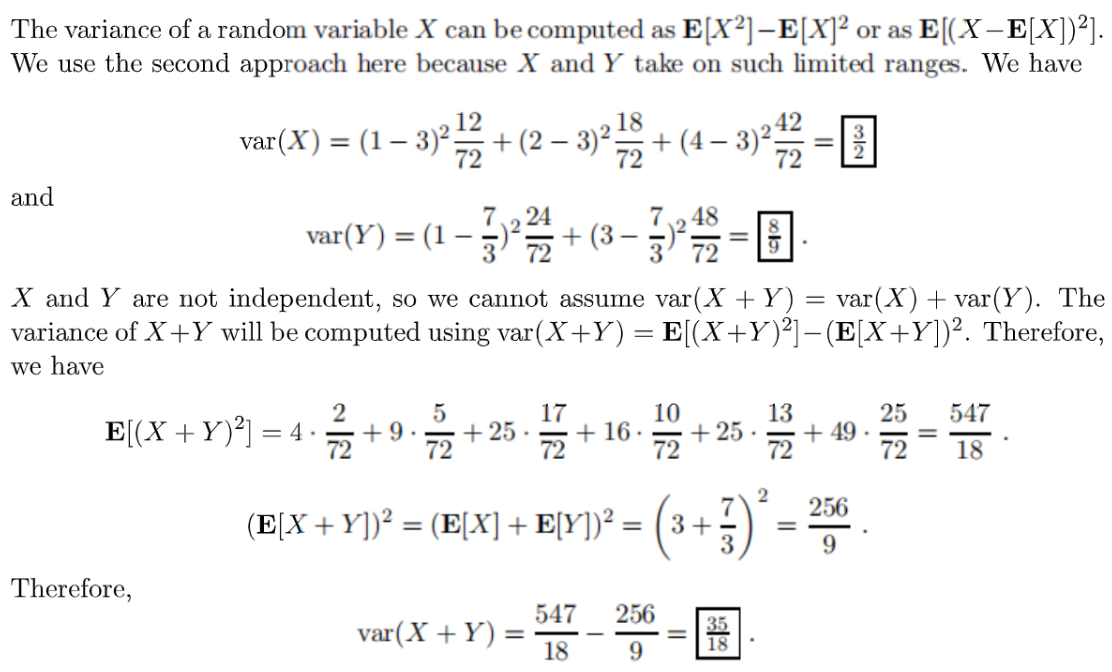 The variance of a random variable X can be computed as E[X²]−E[X]² or as E[(X−E[X])²].
We use the second approach here because X and Y take on such limited ranges. We have
var(X) = (1 − 3)² 12/72 + (2 − 3)² 18/72 + (4 − 3)² 42/72 = 3/2
and
var(Y) = (1 − 7/3)² 24/72 + (3 − 7/3)² 48/72 = 8/9 .
X and Y are not independent, so we cannot assume var(X + Y) = var(X) + var(Y). The
variance of X+Y will be computed using var(X+Y) = E[(X+Y)²]−(E[X+Y])². Therefore,
we have
E[(X + Y)²] = 4 · 2/72 + 9 · 5/72 + 25 · 17/72 + 16 · 10/72 + 25 · 13/72 + 49 · 25/72 = 547/18 .
(E[X + Y])² = (E[X] + E[Y])² = (3 + 7/3)² = 256/9 .
Therefore,
var(X + Y) = 547/18 − 256/9 = 35/18 .